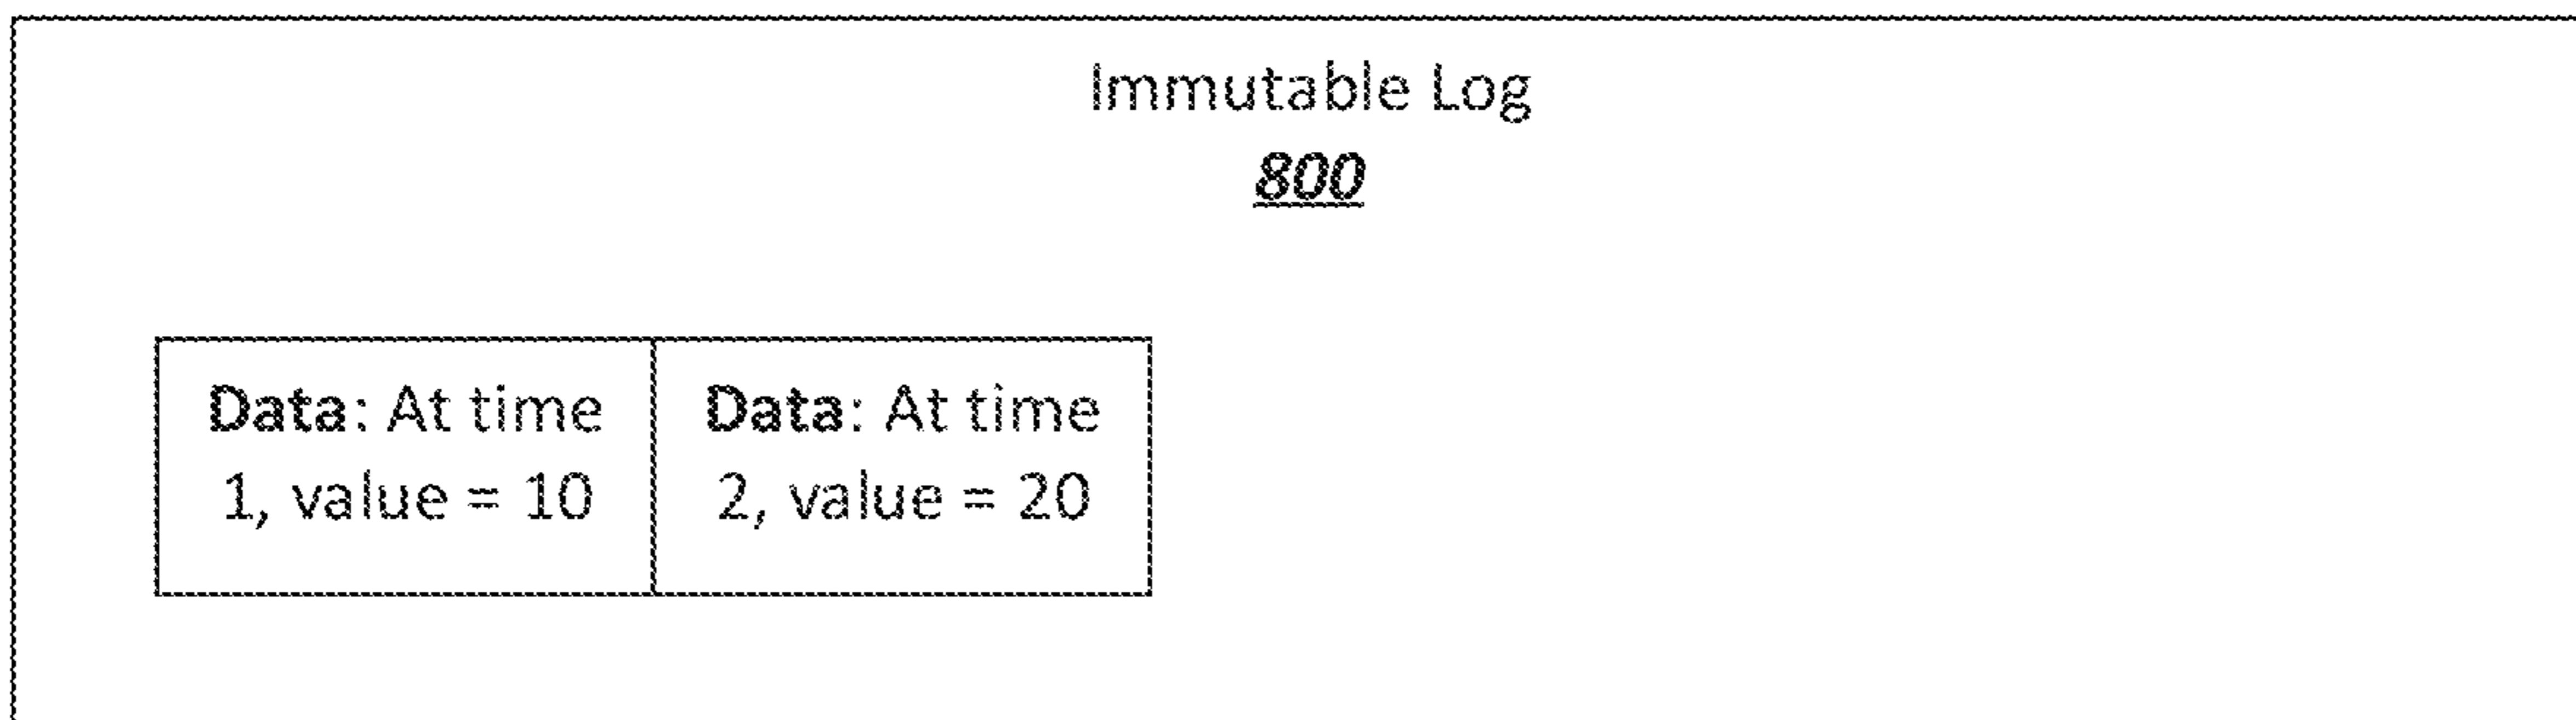 Immutable Log
800
Data: At time
1, value = 10
Data: At time
2, value = 20